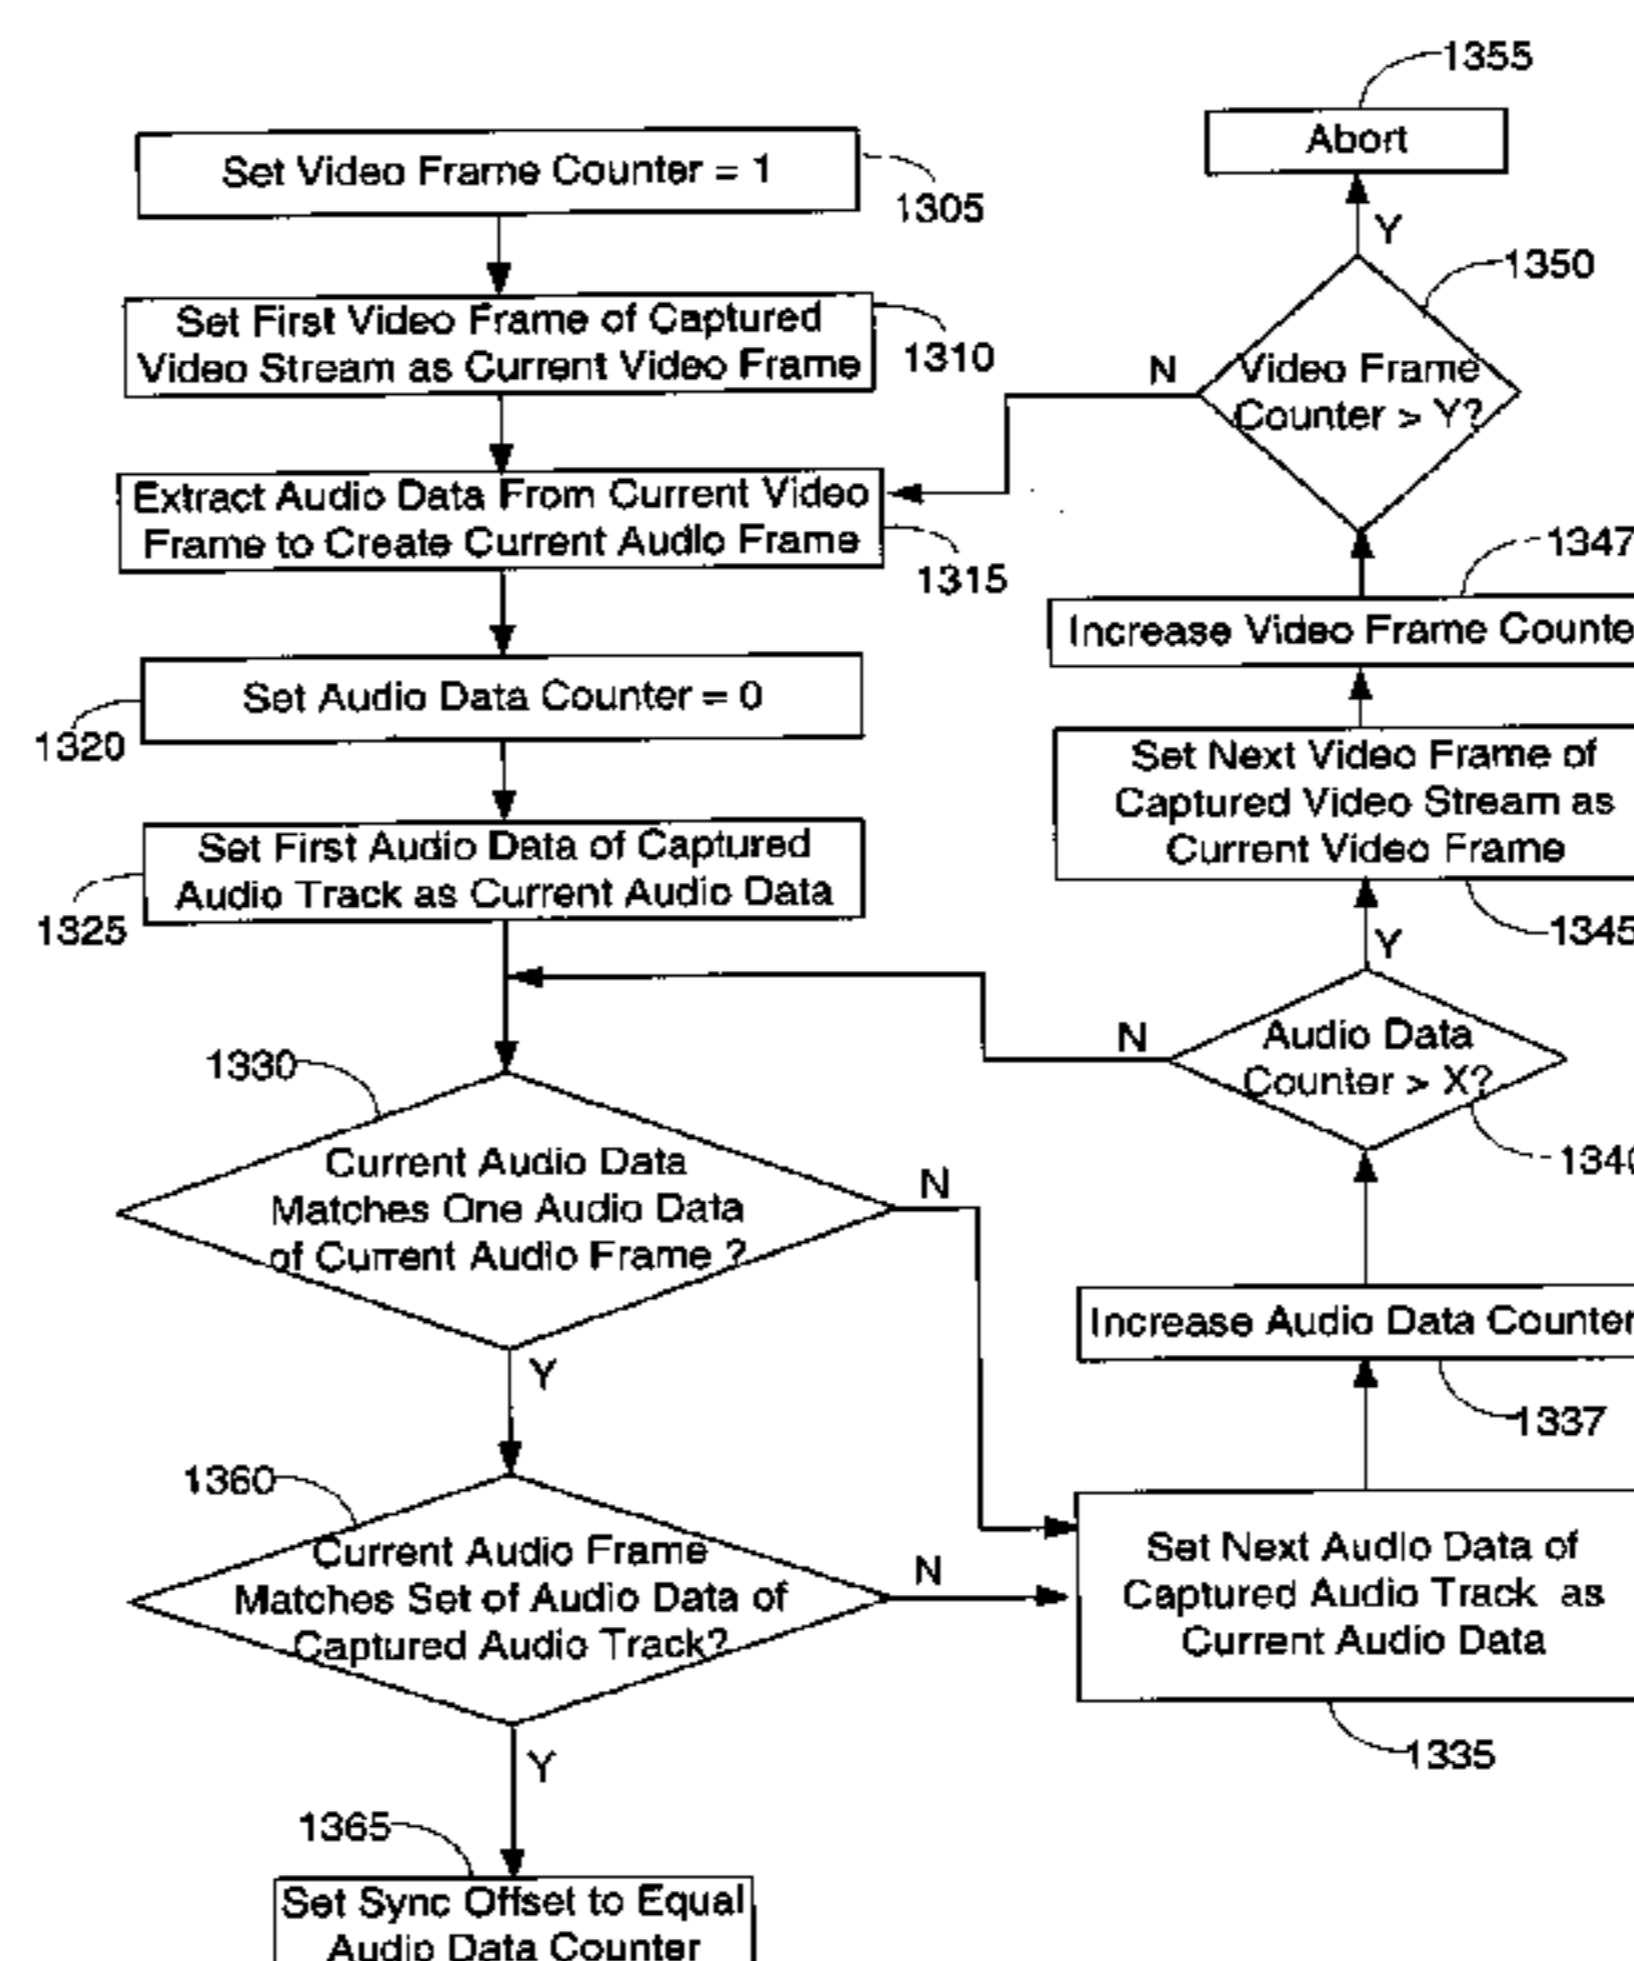 1355
Abort
Set Video Frame Counter = 1
1305
Y
1350
Set First Video Frame of Captured
Video Stream as Current Video Frame
1310
N
Video Frame
Counter > Y?
Extract Audio Data From Current Video
Frame to Create Current Audio Frame
1315
1347
Increase Video Frame Counte
Set Audio Data Counter = 0
1320
Set Next Video Frame of
Captured Video Stream as
Current Video Frame
1345
Set First Audio Data of Captured
Audio Track as Current Audio Data
1325
Y
N
Audio Data
Counter > X?
1340
1330
Current Audio Data
Matches One Audio Data
of Current Audio Frame ?
N
Y
Increase Audio Data Counter
1337
1360
Current Audio Frame
Matches Set of Audio Data of
Captured Audio Track?
N
Y
Set Next Audio Data of
Captured Audio Track as
Current Audio Data
1335
1365
Set Sync Offset to Equal
Audio Data Counter